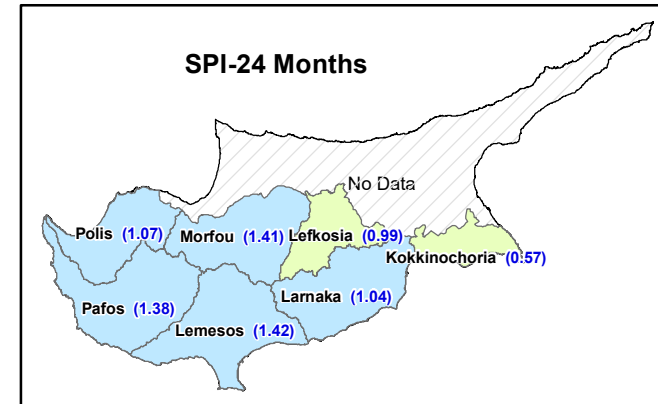 SPI-24 Months
No Data
Polis (1.07)
Morfou (1.41)
Lefkosia (0.99)
Kokkinochoria (0.57)
Pafos (1.38)
Larnaka (1.04)
Lemesos (1.42)